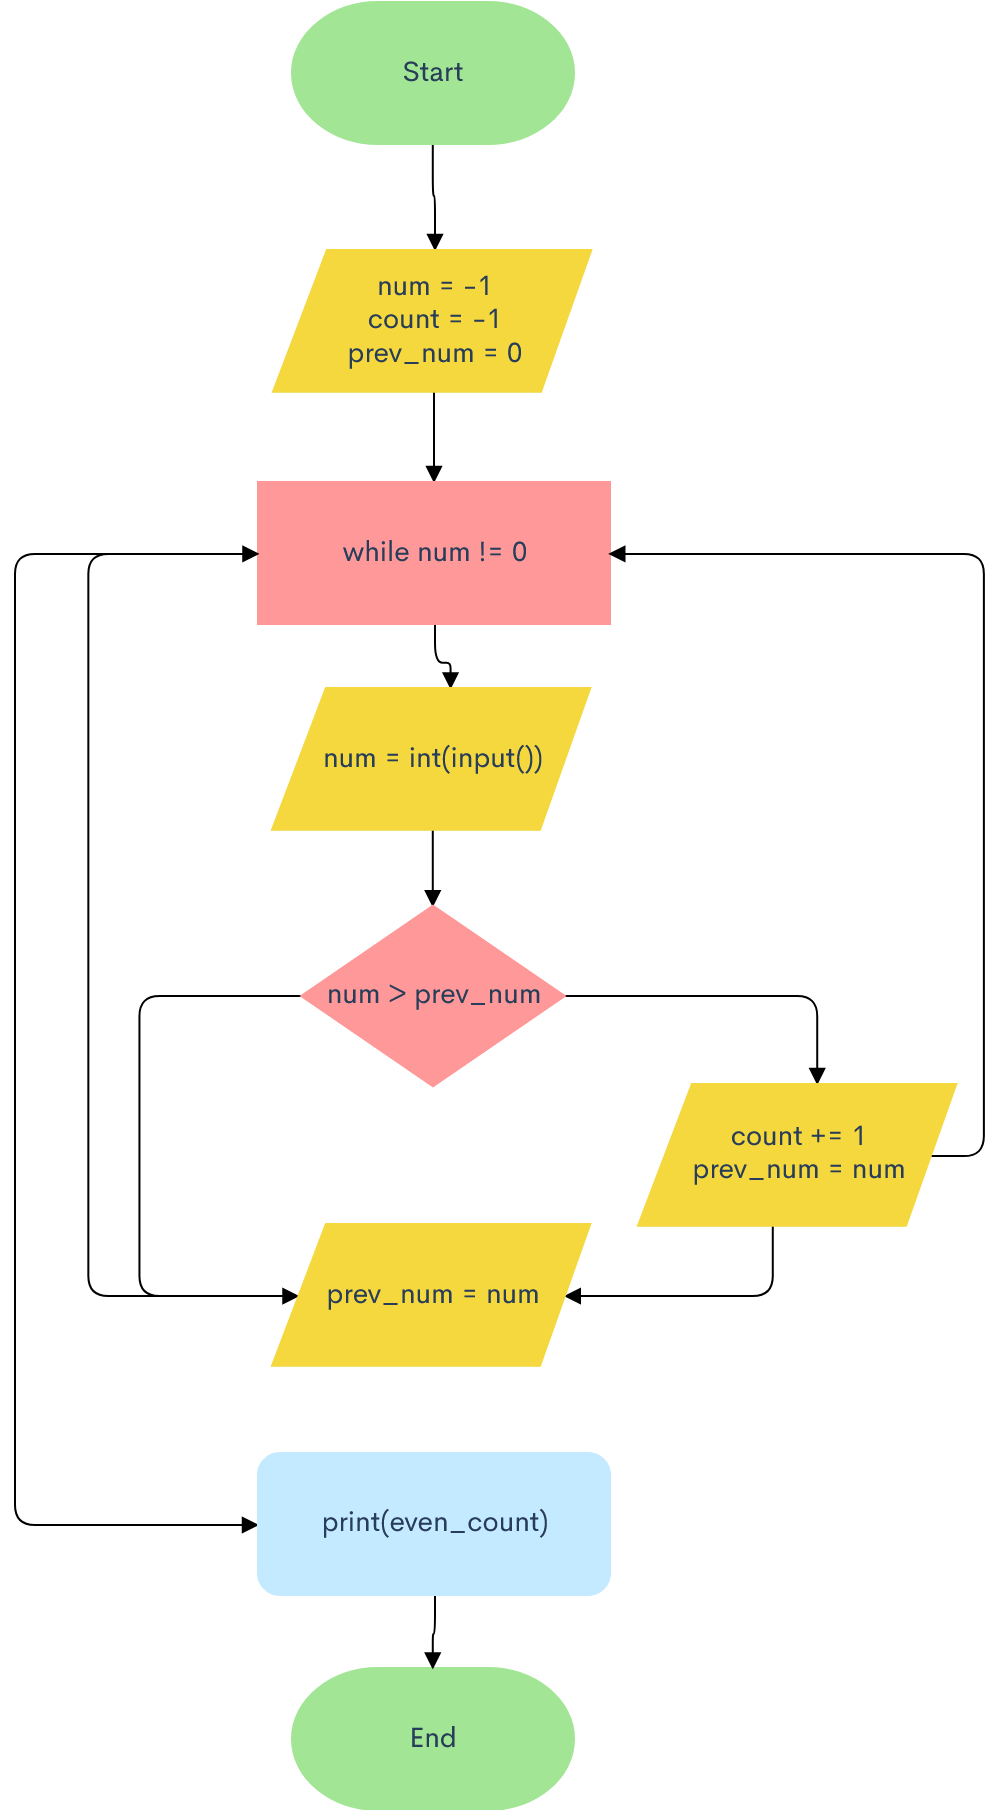 Start
num = -1
count = -1
prev_num = 0
while num != 0
num = int(input())
num > prev_num
count += 1
prev_num = num
prev_num = num
print(even_count)
End